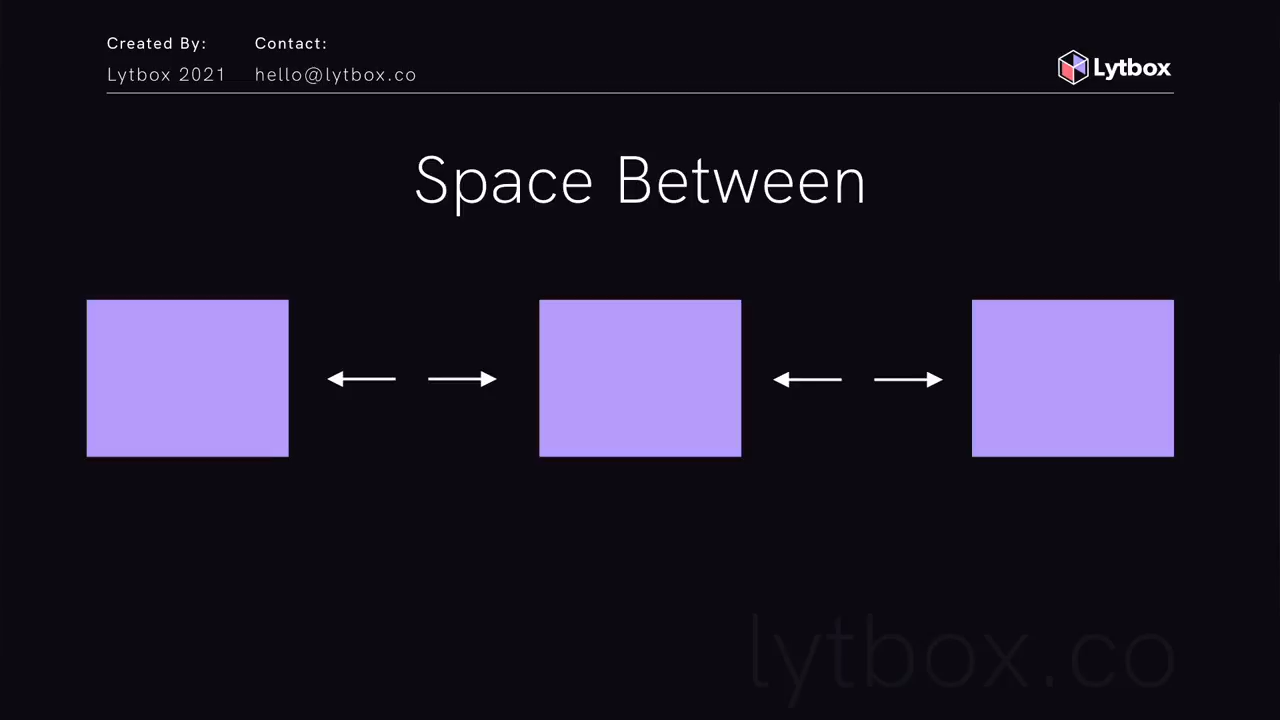 Created By:
Lytbox 2021
Contact:
hello@lytbox.co
Lytbox
Space Between
lytbox.co